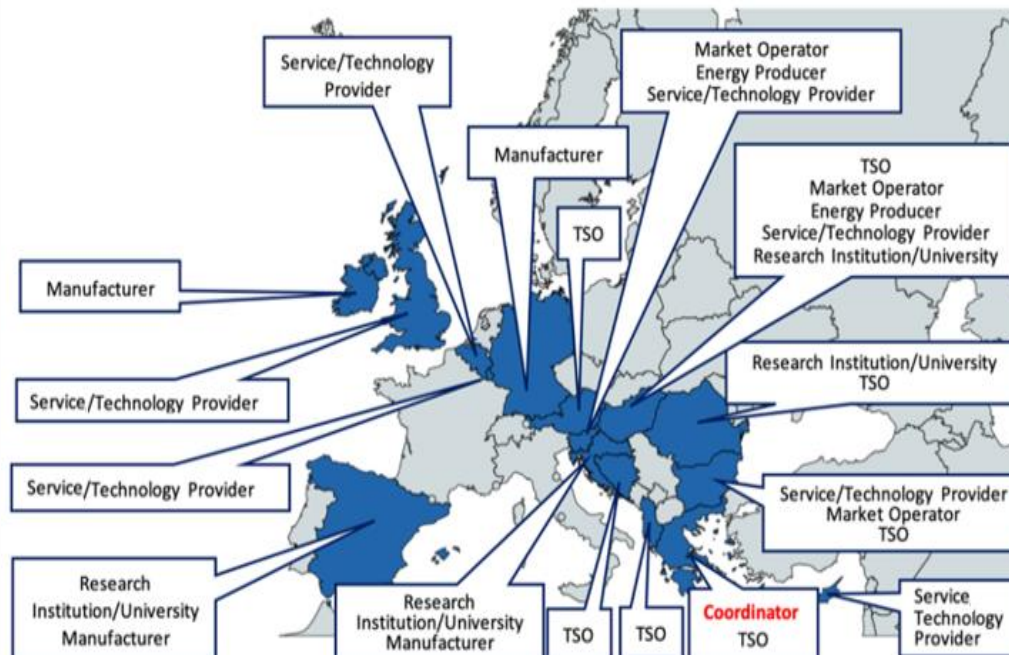 Service/Technology
Provider
Market Operator
Energy Producer
Service/Technology Provider
Manufacturer
TSO
TSO
Market Operator
Energy Producer
Service/Technology Provider
Research Institution/University
Manufacturer
Service/Technology Provider
Research Institution/University
TSO
Service/Technology Provider
Service/Technology Provider
Market Operator
TSO
Research
Institution/University
Manufacturer
Research
Institution/University
Manufacturer
TSO
TSO
Coordinator
TSO
Service
Technology
Provider